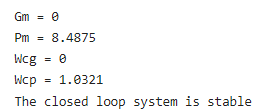 Gm = 0
Pm = 8.4875
Wcg = 0
Wcp = 1.0321
The closed loop system is stable